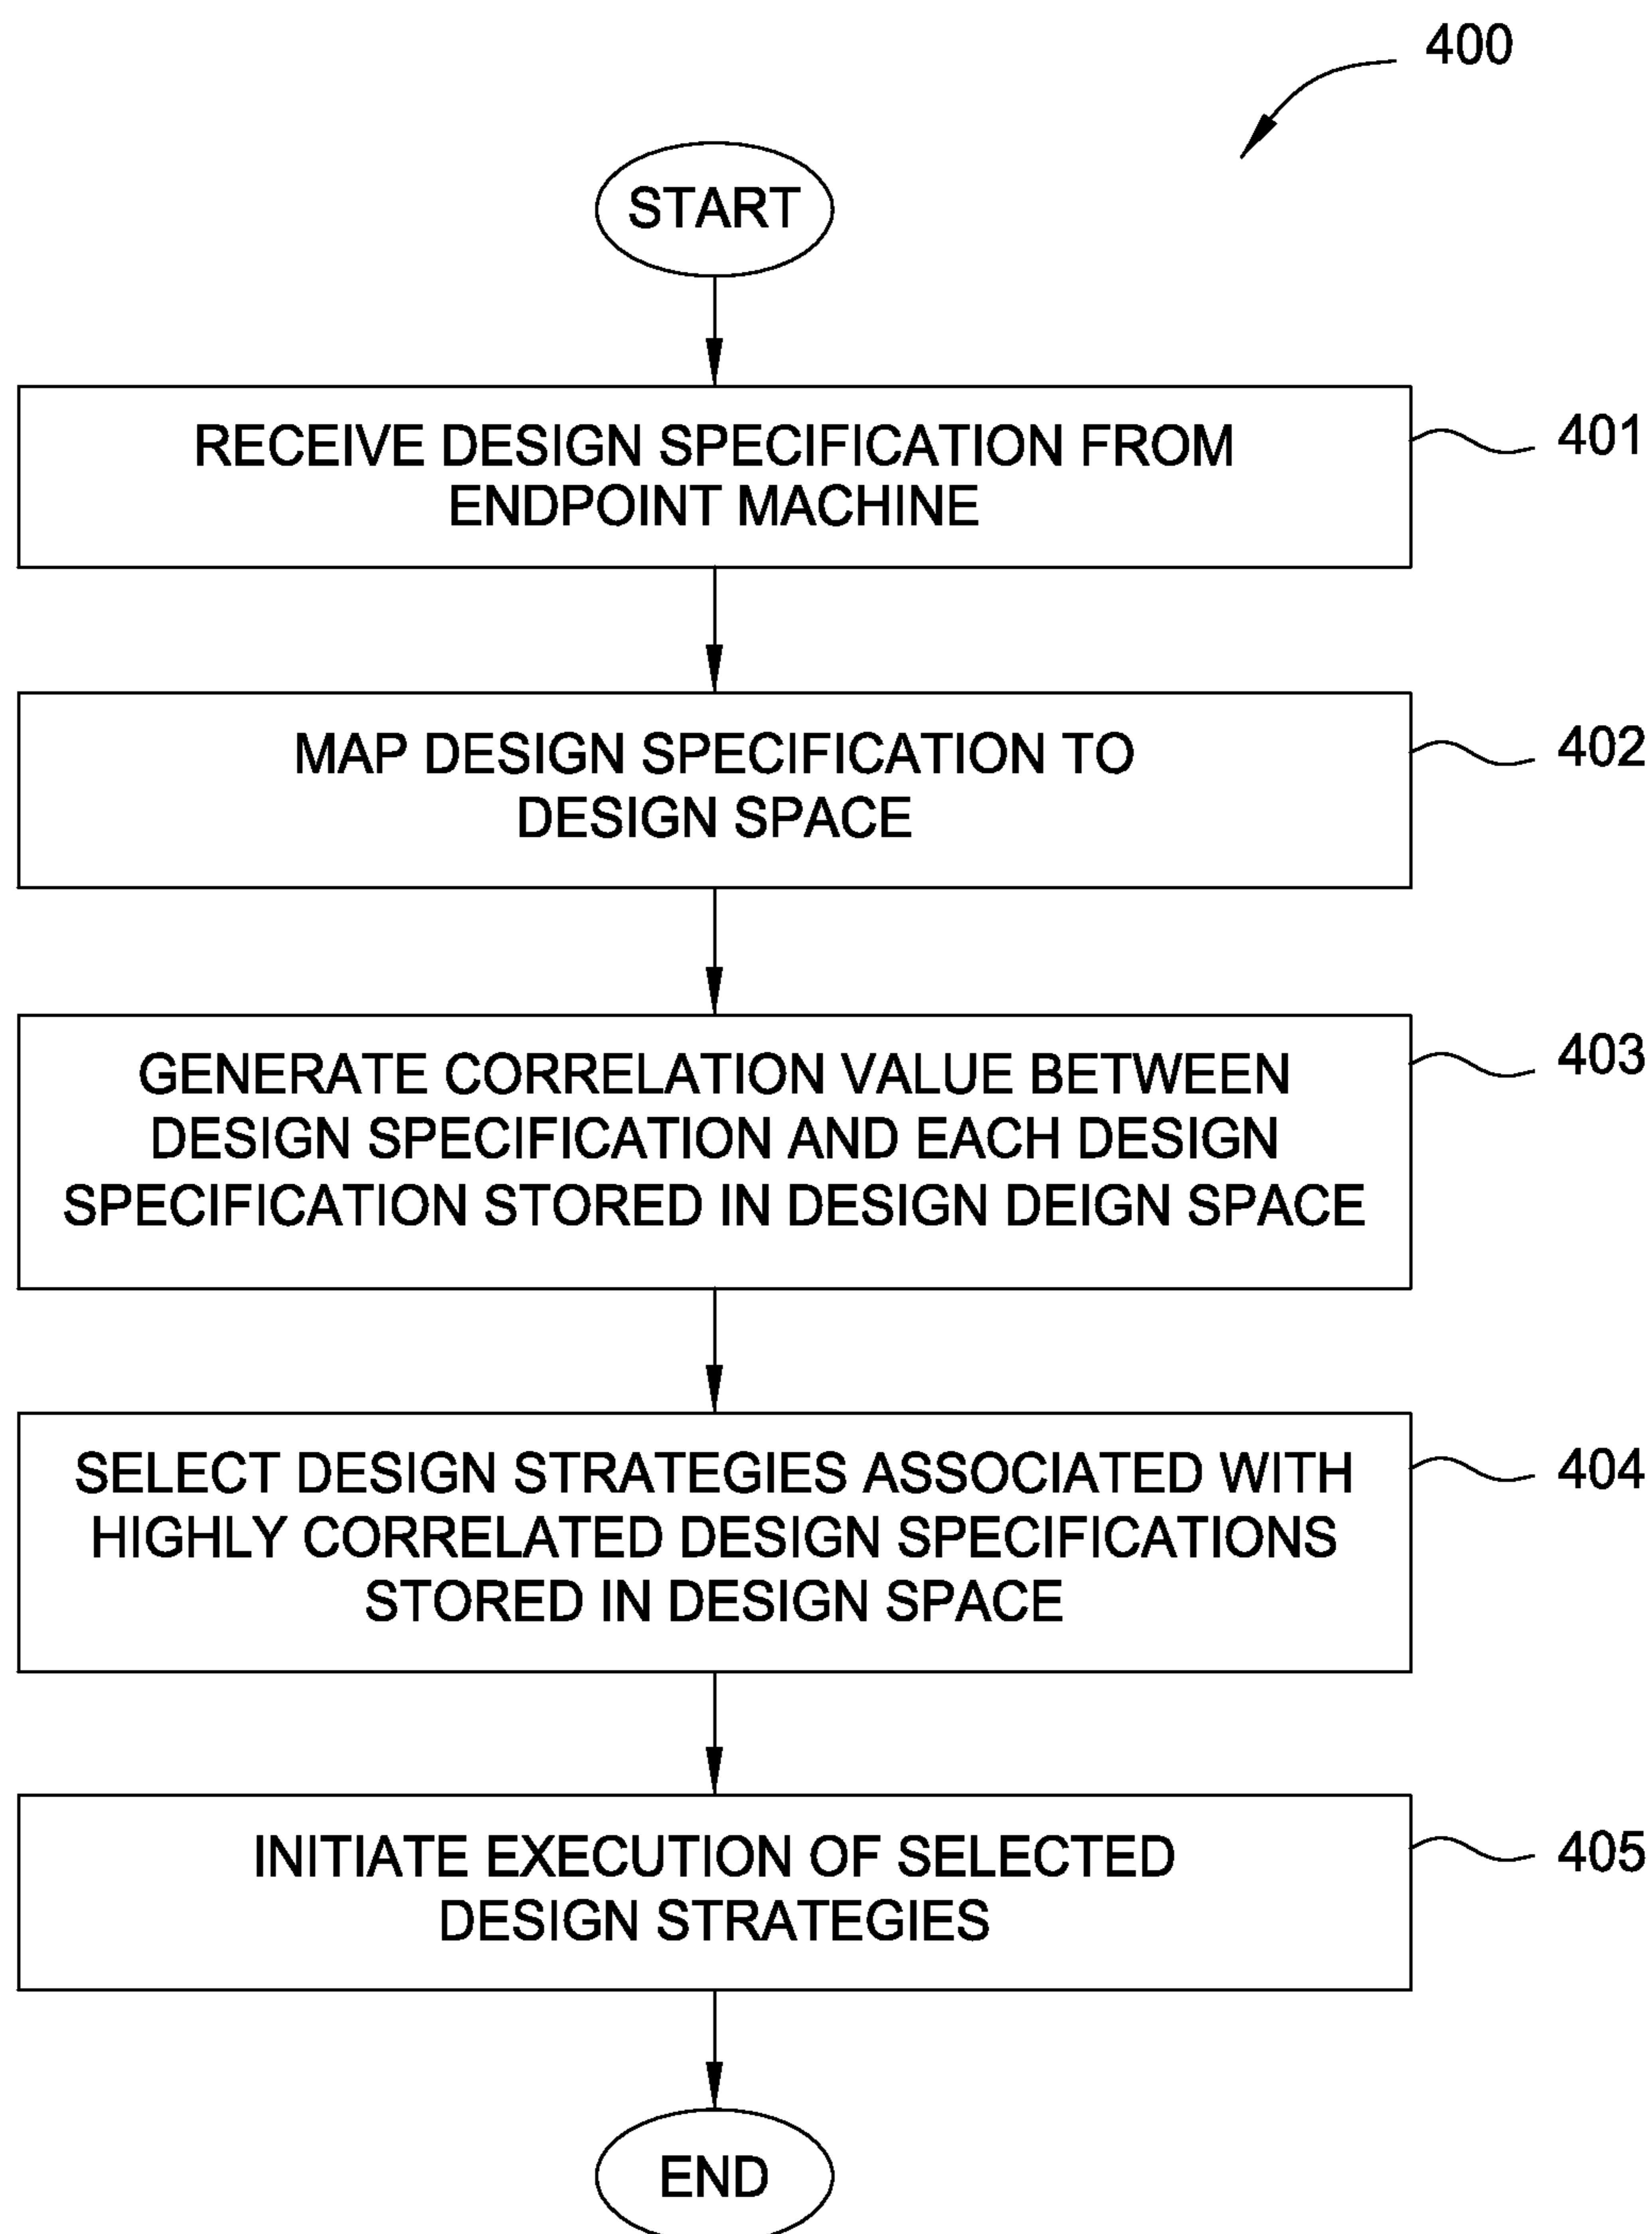 400
START
RECEIVE DESIGN SPECIFICATION FROM
ENDPOINT MACHINE
401
MAP DESIGN SPECIFICATION TO
DESIGN SPACE
402
GENERATE CORRELATION VALUE BETWEEN
DESIGN SPECIFICATION AND EACH DESIGN
SPECIFICATION STORED IN DESIGN DEIGN SPACE
403
SELECT DESIGN STRATEGIES ASSOCIATED WITH
HIGHLY CORRELATED DESIGN SPECIFICATIONS
STORED IN DESIGN SPACE
404
INITIATE EXECUTION OF SELECTED
DESIGN STRATEGIES
405
END